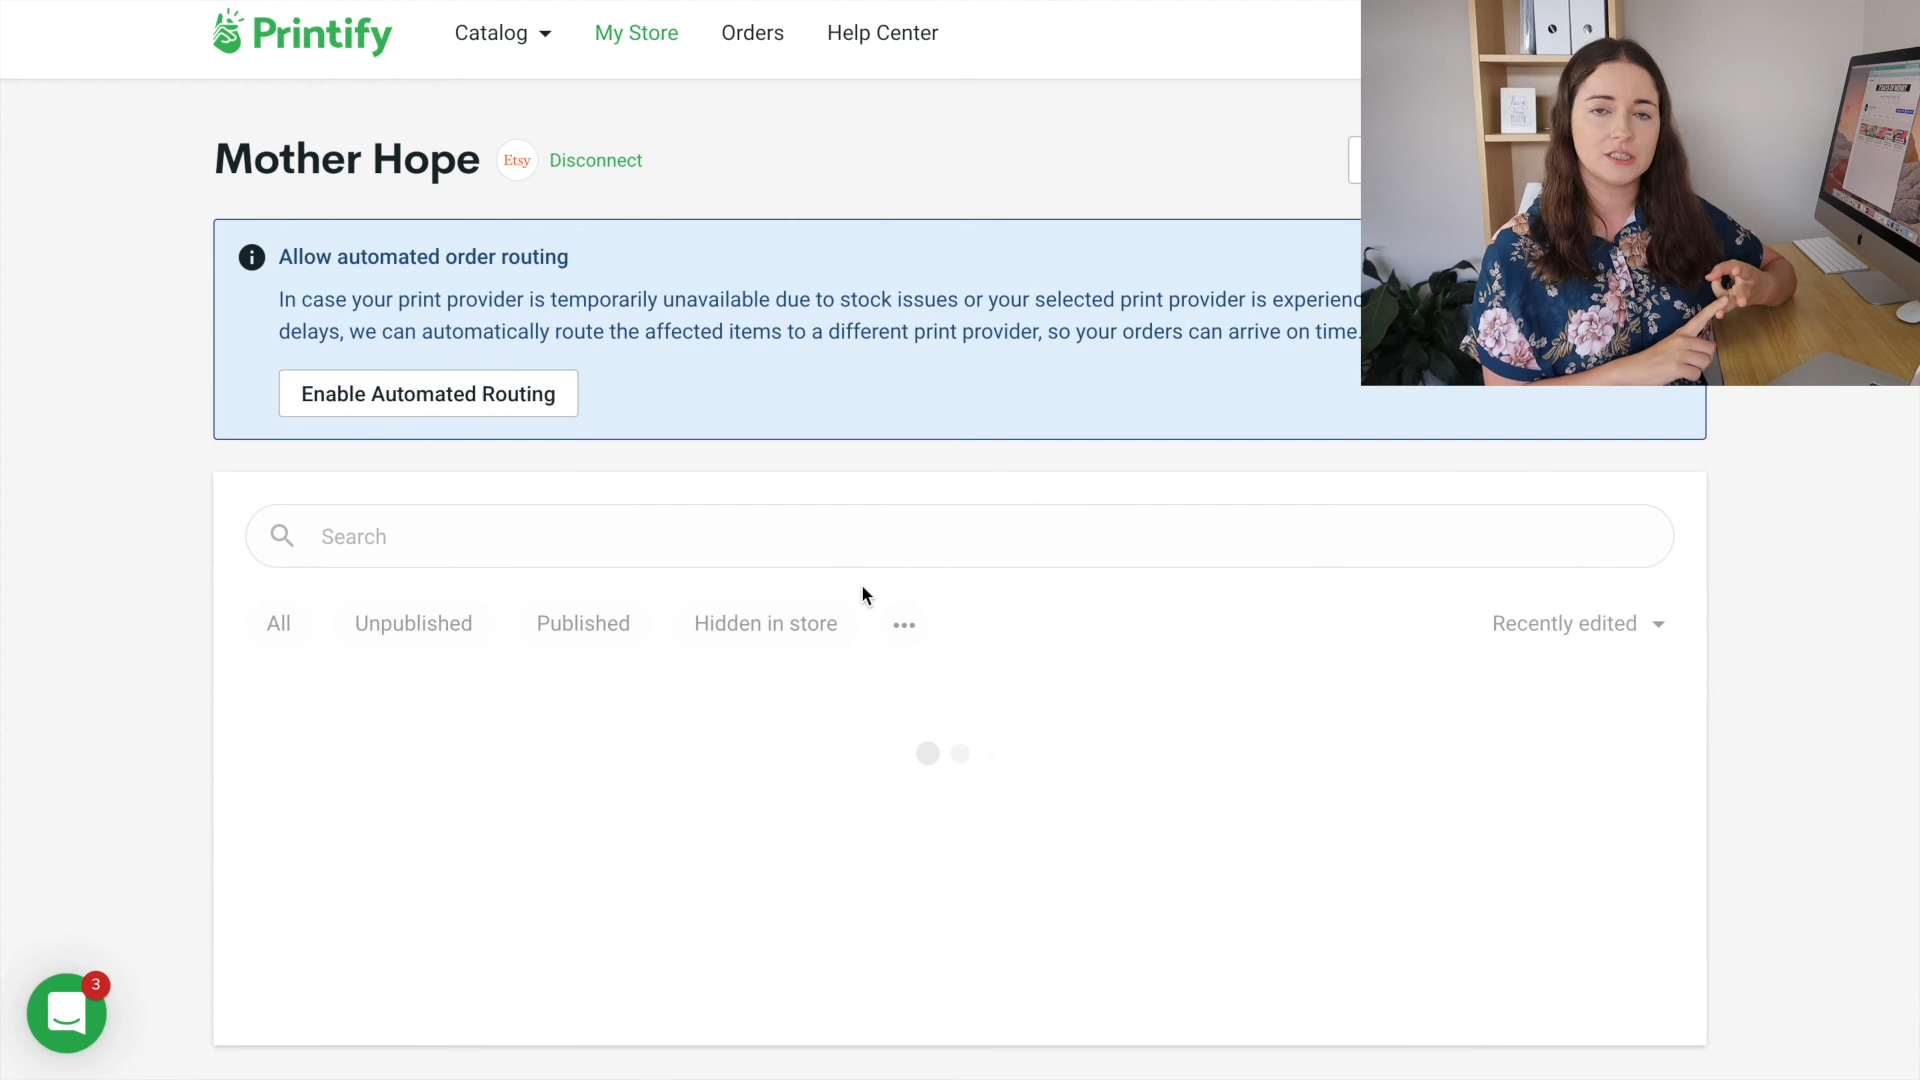 Printify
Catalog
My Store
Orders
Help Center
Mother Hope
Etsy
Disconnect
Allow automated order routing
In case your print provider is temporarily unavailable due to stock issues or your selected print provider is
delays, we can automatically route the affected items to a different print provider, so your orders can arrive on time.
Enable Automated Routing
Search
All
Unpublished
Published
Hidden in store
Recently edited
3